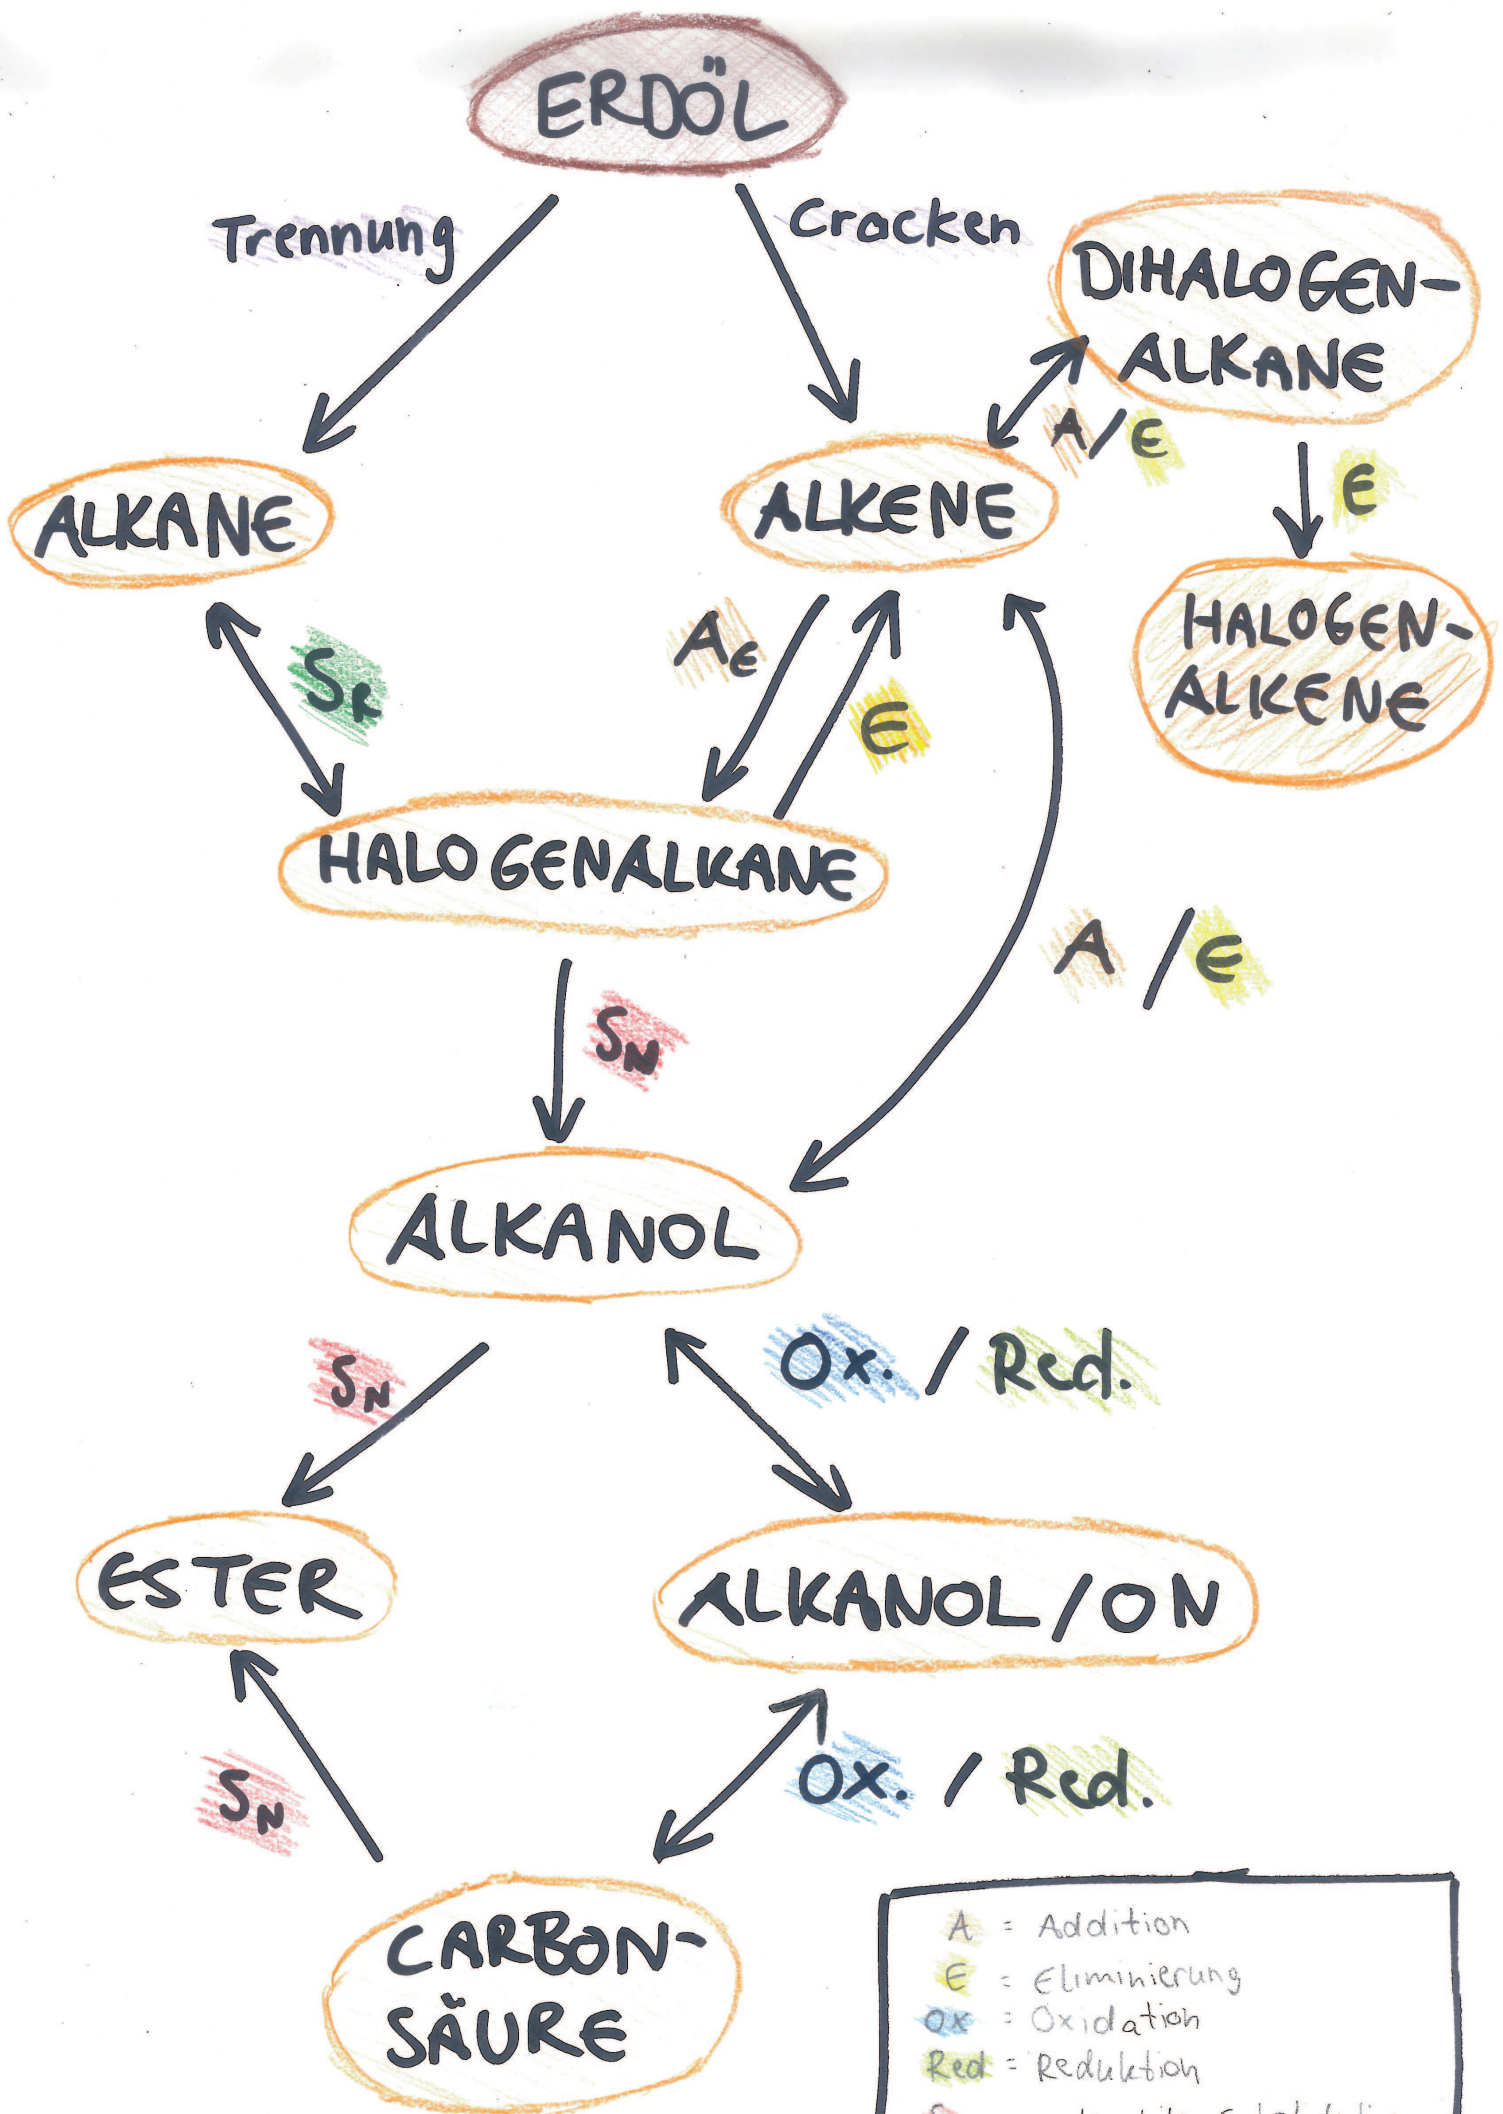 ERDÖL
Trennung
Cracken
DIHALOGEN-
ALKANE
A/E
E
ALKANE
ALKENE
HALOGEN-
ALKENE
SR
AE
E
HALOGENALKANE
A / E
SN
ALKANOL
SN
Ox. / Red.
ESTER
ALKANOL / ON
SN
Ox. / Red.
CARBON-
SÄURE
A = Addition
E = Eliminierung
Ox = Oxidation
Red = Reduktion